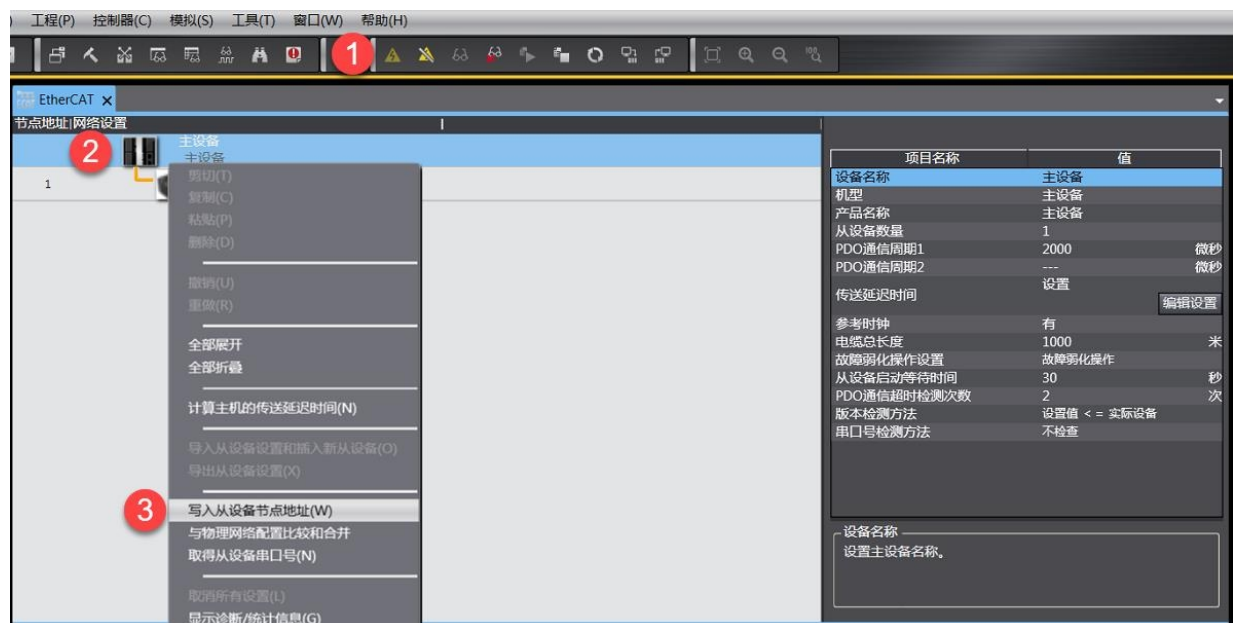 ) 工程(P) 控制器(C) 模拟(S) 工具(T) 窗口(W) 帮助(H)
1
EtherCAT
节点地址|网络设置
2
主设备
主设备
1
剪切(T)
复制(C)
粘贴(P)
删除(D)
撤销(U)
重做(R)
全部展开
全部折叠
计算主机的传送延迟时间(N)
导入从设备设置和插入新从设备(O)
导出从设备设置(X)
3
写入从设备节点地址(W)
与物理网络配置比较和合并
取得从设备串口号(N)
取消所有设置(L)
显示诊断/统计信息(G)
项目名称 值
设备名称 主设备
机型 主设备
产品名称 主设备
从设备数量 1
PDO通信周期1 2000 微秒
PDO通信周期2 --- 微秒
传送延迟时间 设置
编辑设置
参考时钟 有
电缆总长度 1000 米
故障弱化操作设置 故障弱化操作
从设备启动等待时间 30 秒
PDO通信超时检测次数 2 次
版本检测方法 设置值 < = 实际设备
串口号检测方法 不检查
设备名称
设置主设备名称。